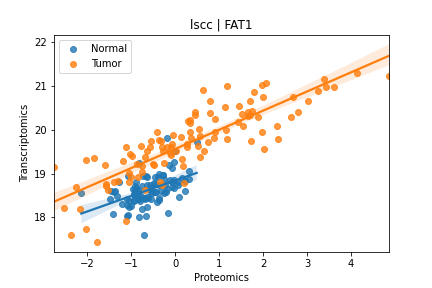 lscc | FAT1
Normal
Tumor
Transcriptomics
22
21
20
19
18
−2
−1
0
1
2
3
4
Proteomics